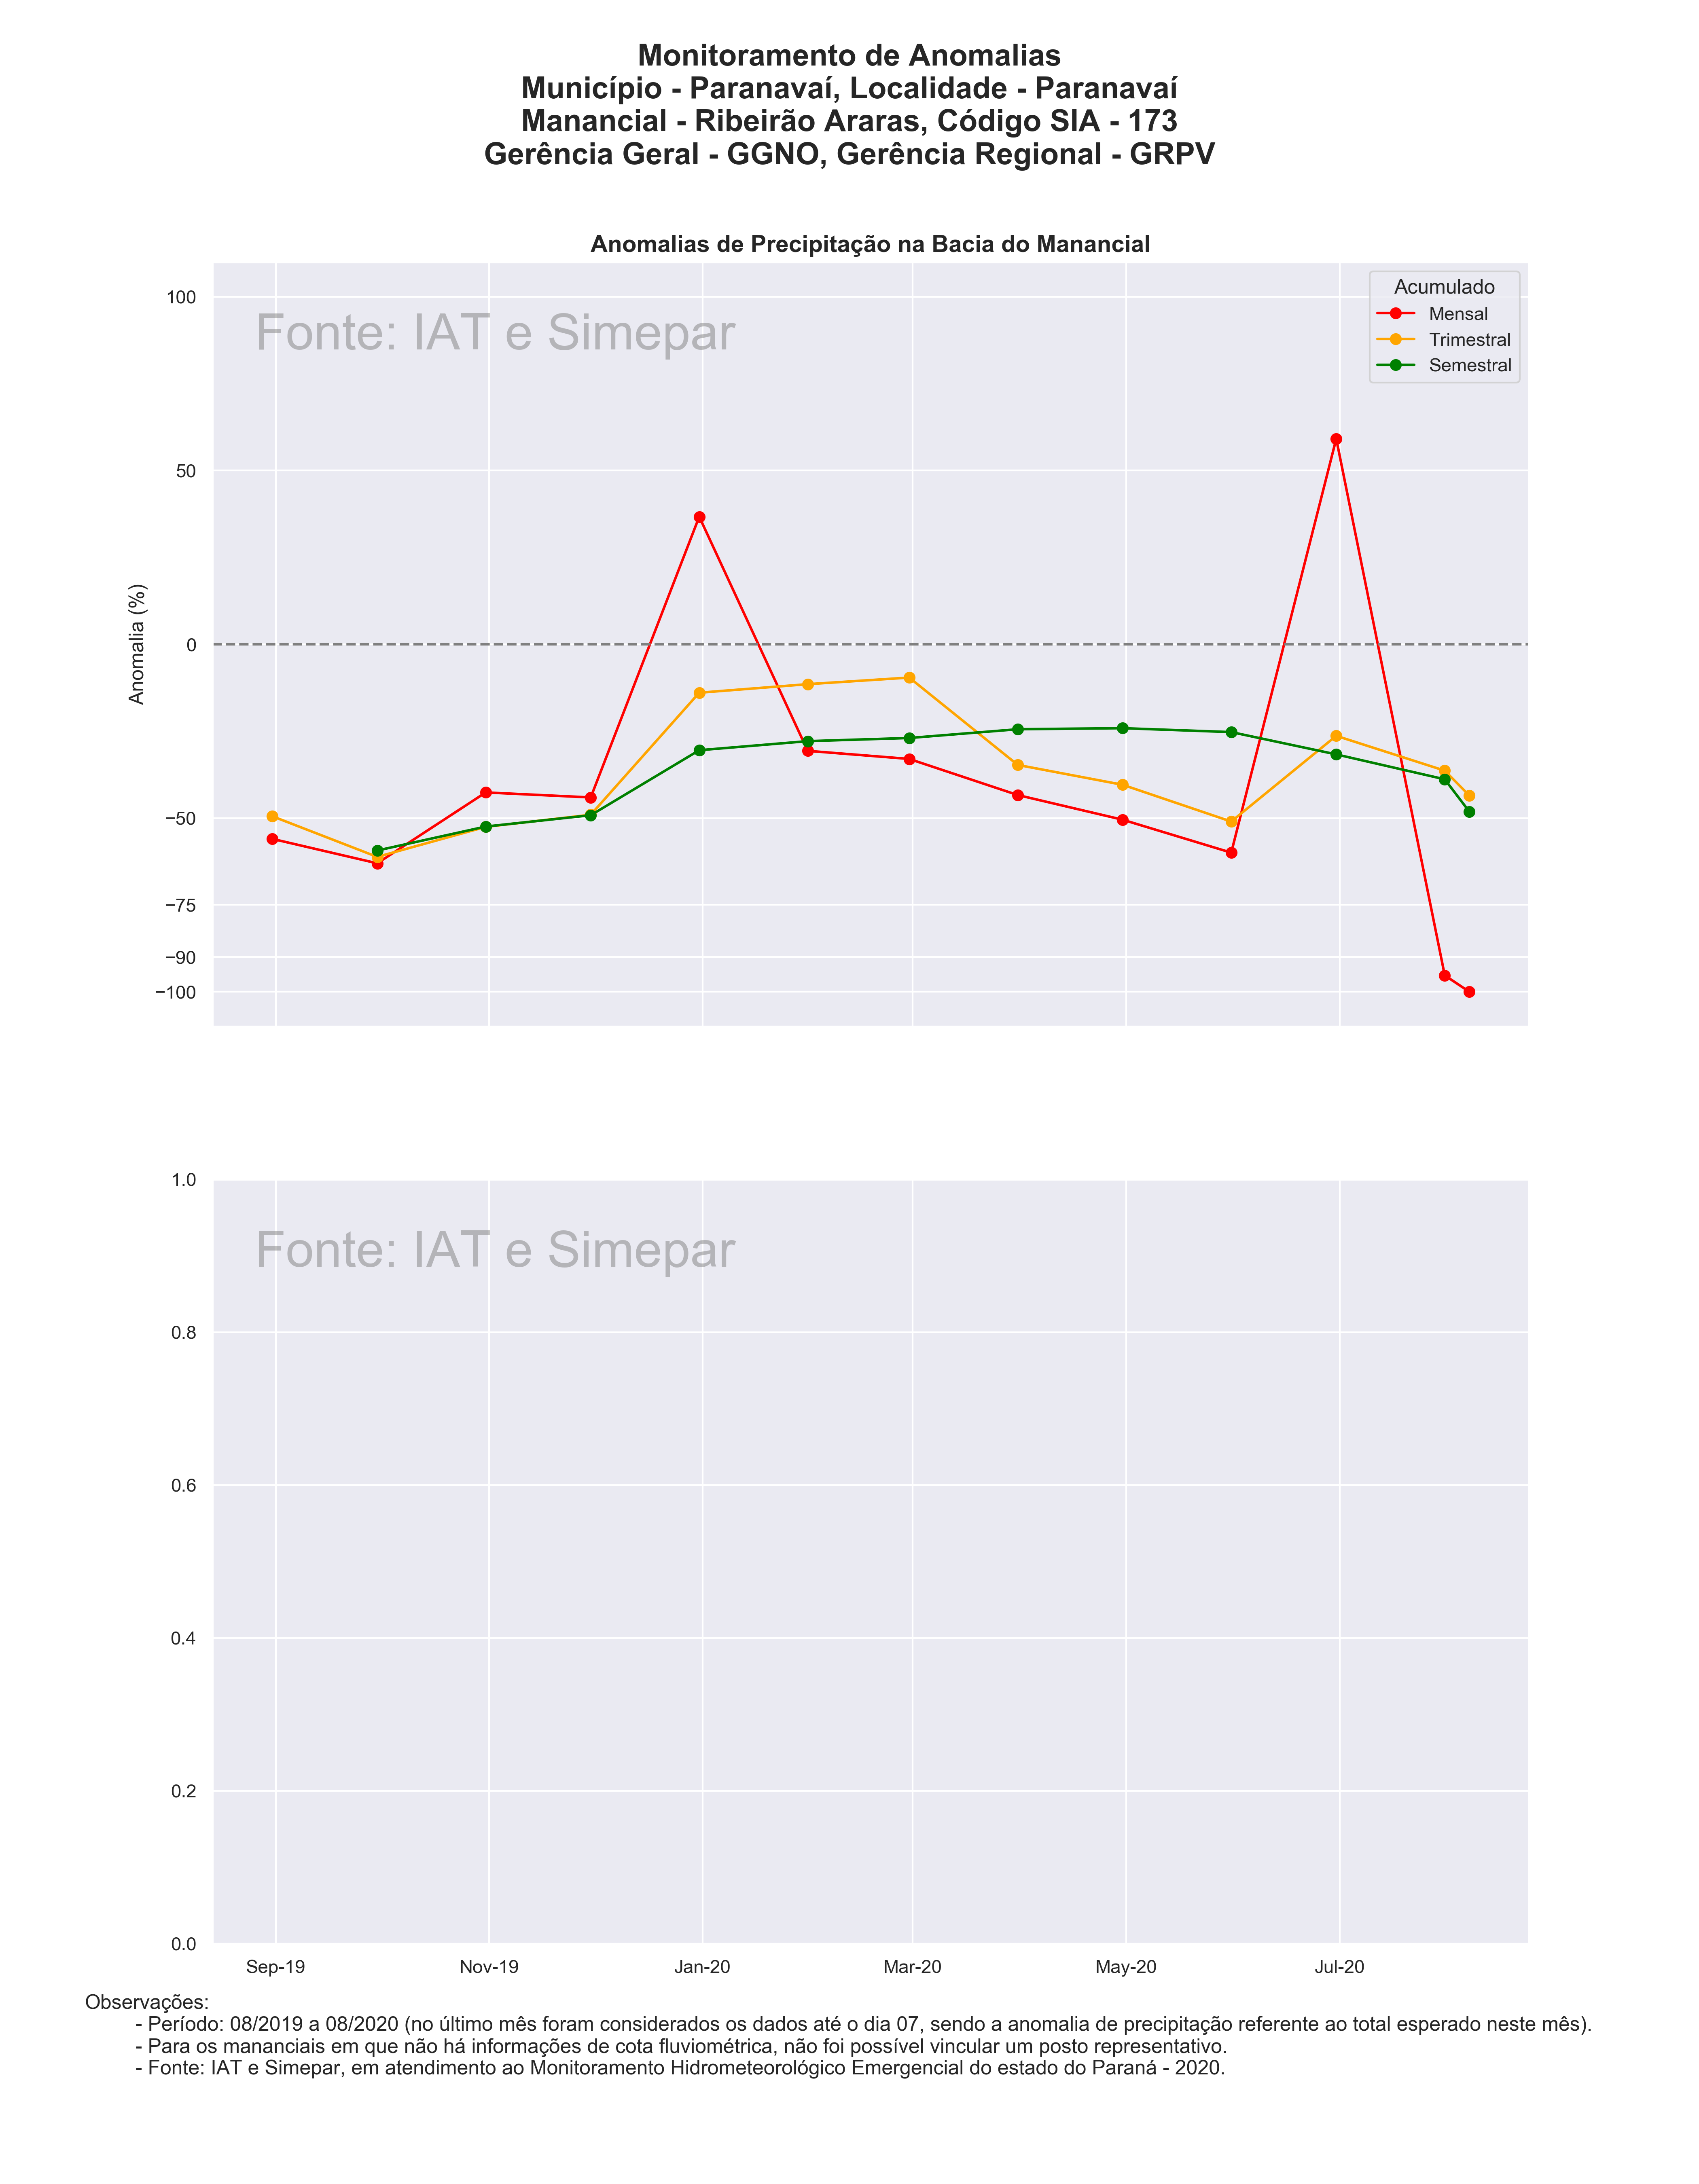 Monitoramento de Anomalias
Município - Paranavaí, Localidade - Paranavaí
Manancial - Ribeirão Araras, Código SIA - 173
Gerência Geral - GGNO, Gerência Regional - GRPV
Anomalias de Precipitação na Bacia do Manancial
Fonte: IAT e Simepar
Acumulado
Mensal
Trimestral
Semestral
Anomalia (%)
100
50
0
−50
−75
−90
−100
Fonte: IAT e Simepar
1.0
0.8
0.6
0.4
0.2
0.0
Sep-19 Nov-19 Jan-20 Mar-20 May-20 Jul-20
Observações:
- Período: 08/2019 a 08/2020 (no último mês foram considerados os dados até o dia 07, sendo a anomalia de precipitação referente ao total esperado neste mês).
- Para os mananciais em que não há informações de cota fluviométrica, não foi possível vincular um posto representativo.
- Fonte: IAT e Simepar, em atendimento ao Monitoramento Hidrometeorológico Emergencial do estado do Paraná - 2020.